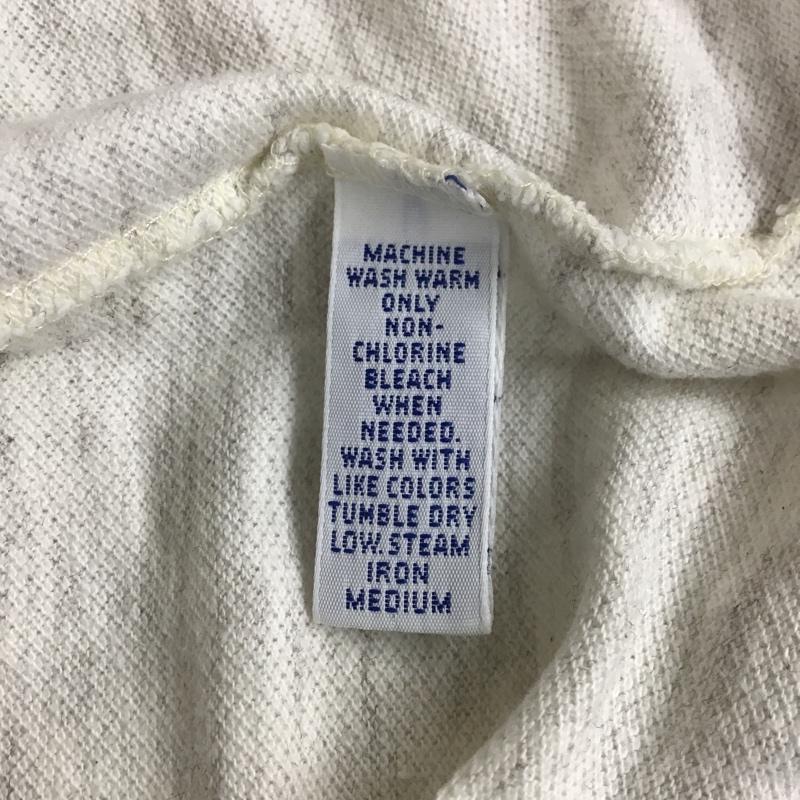 MACHINE
WASH WARM
ONLY
NON-
CHLORINE
BLEACH
WHEN
NEEDED.
WASH WITH
LIKE COLORS
TUMBLE DRY
LOW. STEAM
IRON
MEDIUM